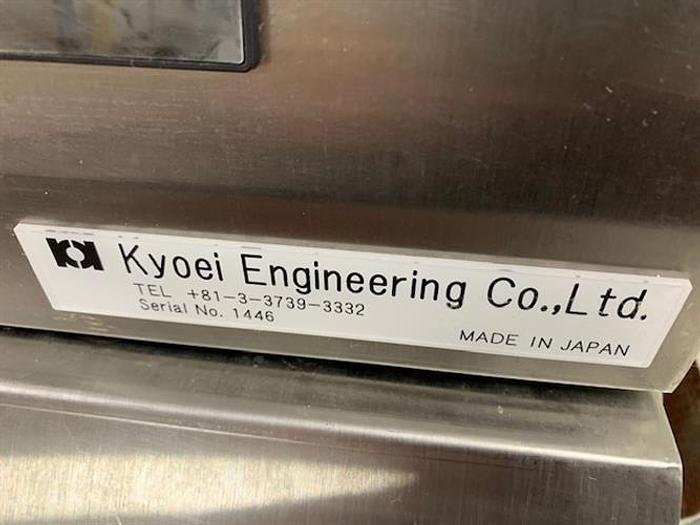 Kyoei Engineering Co.,Ltd.
TEL +81-3-3739-3332
Serial No. 1446
MADE IN JAPAN